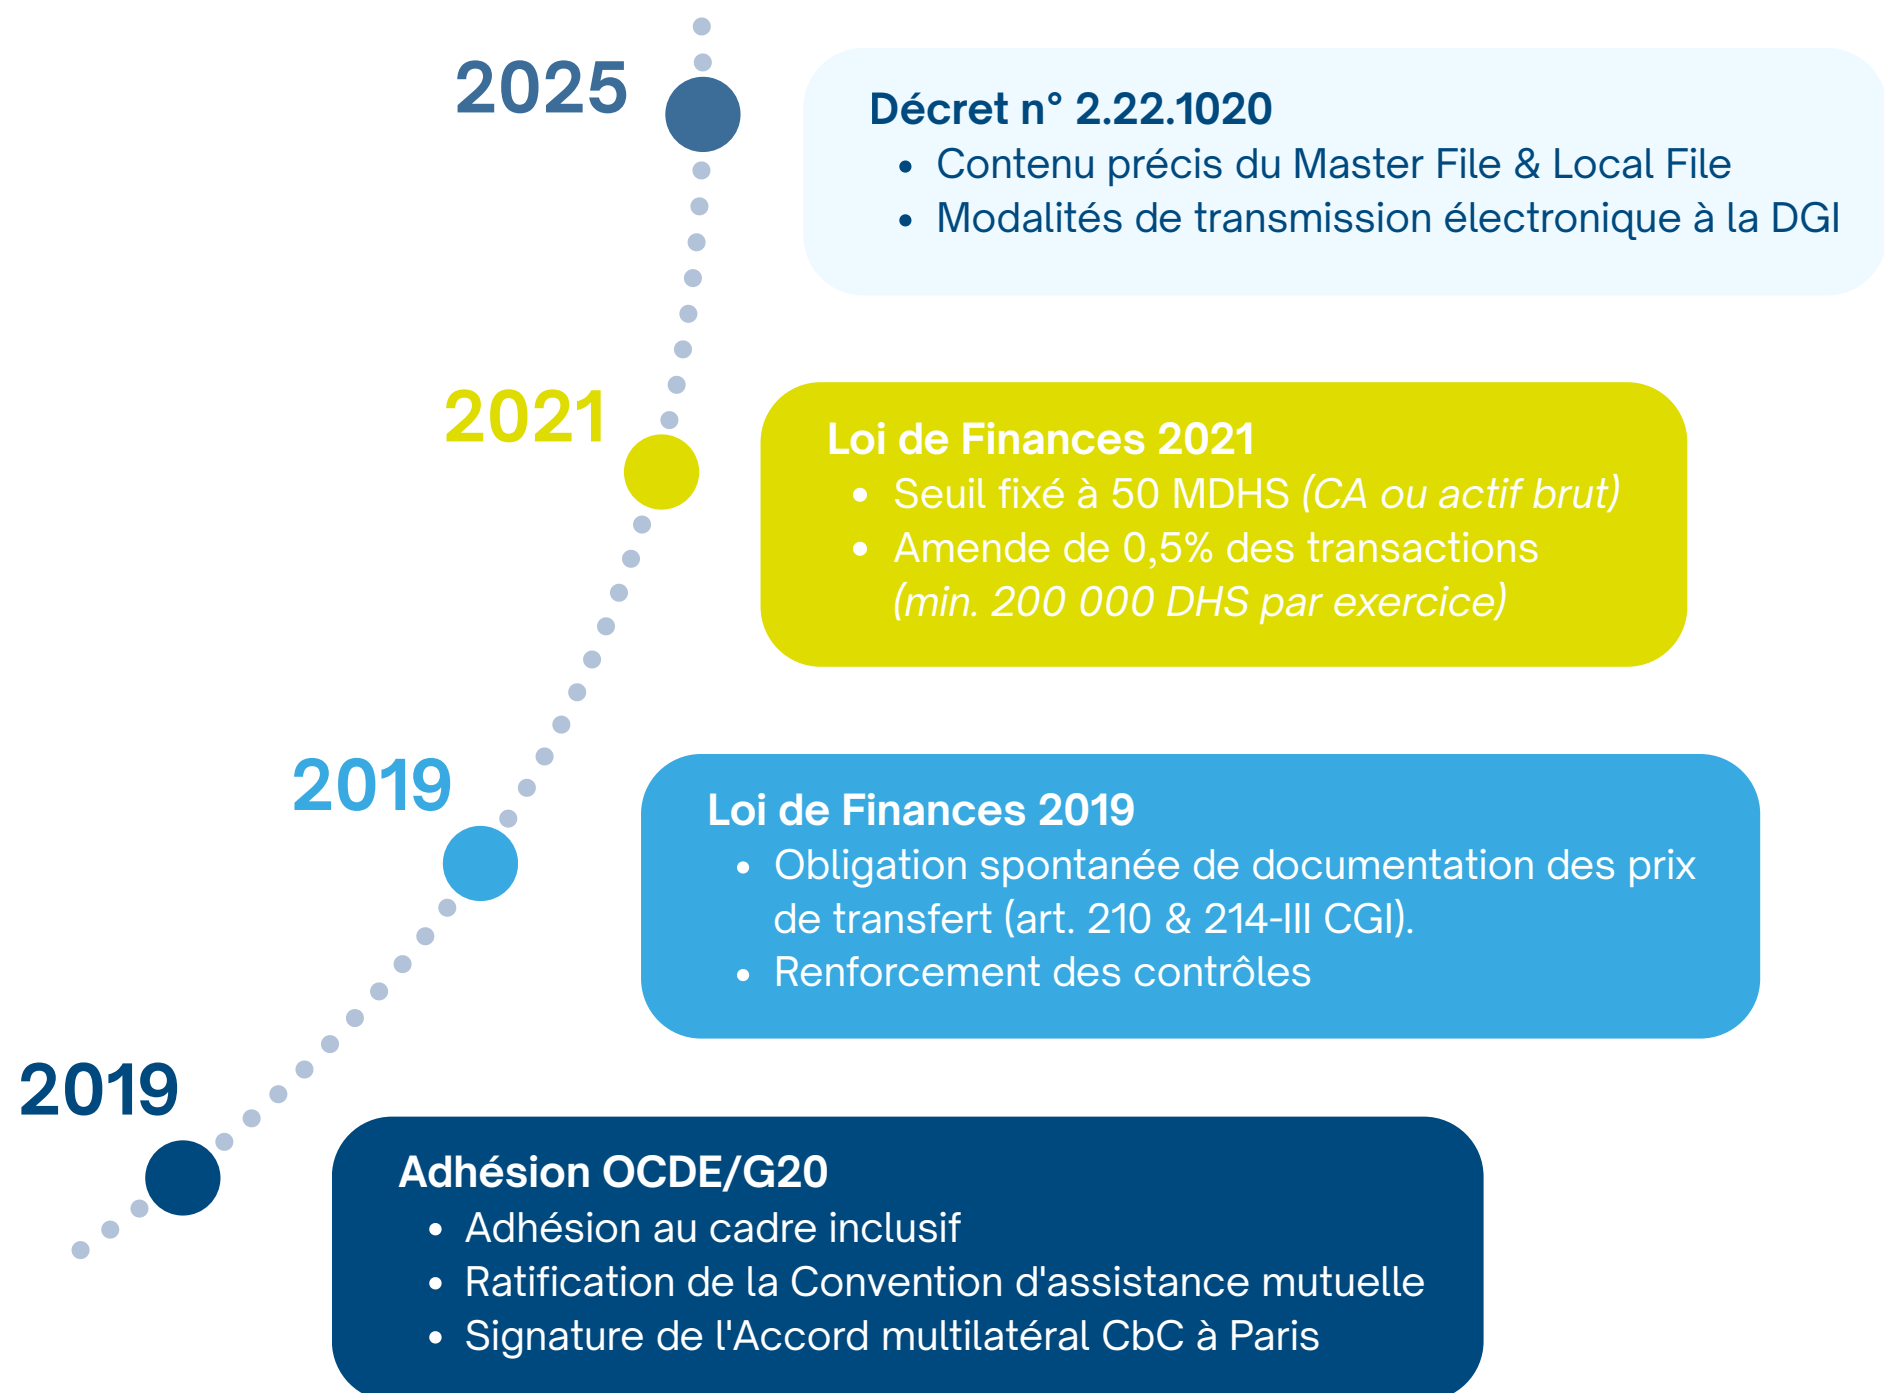 2025
Décret n° 2.22.1020
• Contenu précis du Master File & Local File
• Modalités de transmission électronique à la DGI
2021
Loi de Finances 2021
• Seuil fixé à 50 MDHS (CA ou actif brut)
• Amende de 0,5% des transactions
(min. 200 000 DHS par exercice)
2019
Loi de Finances 2019
• Obligation spontanée de documentation des prix
de transfert (art. 210 & 214-III CGI).
• Renforcement des contrôles
2019
Adhésion OCDE/G20
• Adhésion au cadre inclusif
• Ratification de la Convention d'assistance mutuelle
• Signature de l'Accord multilatéral CbC à Paris